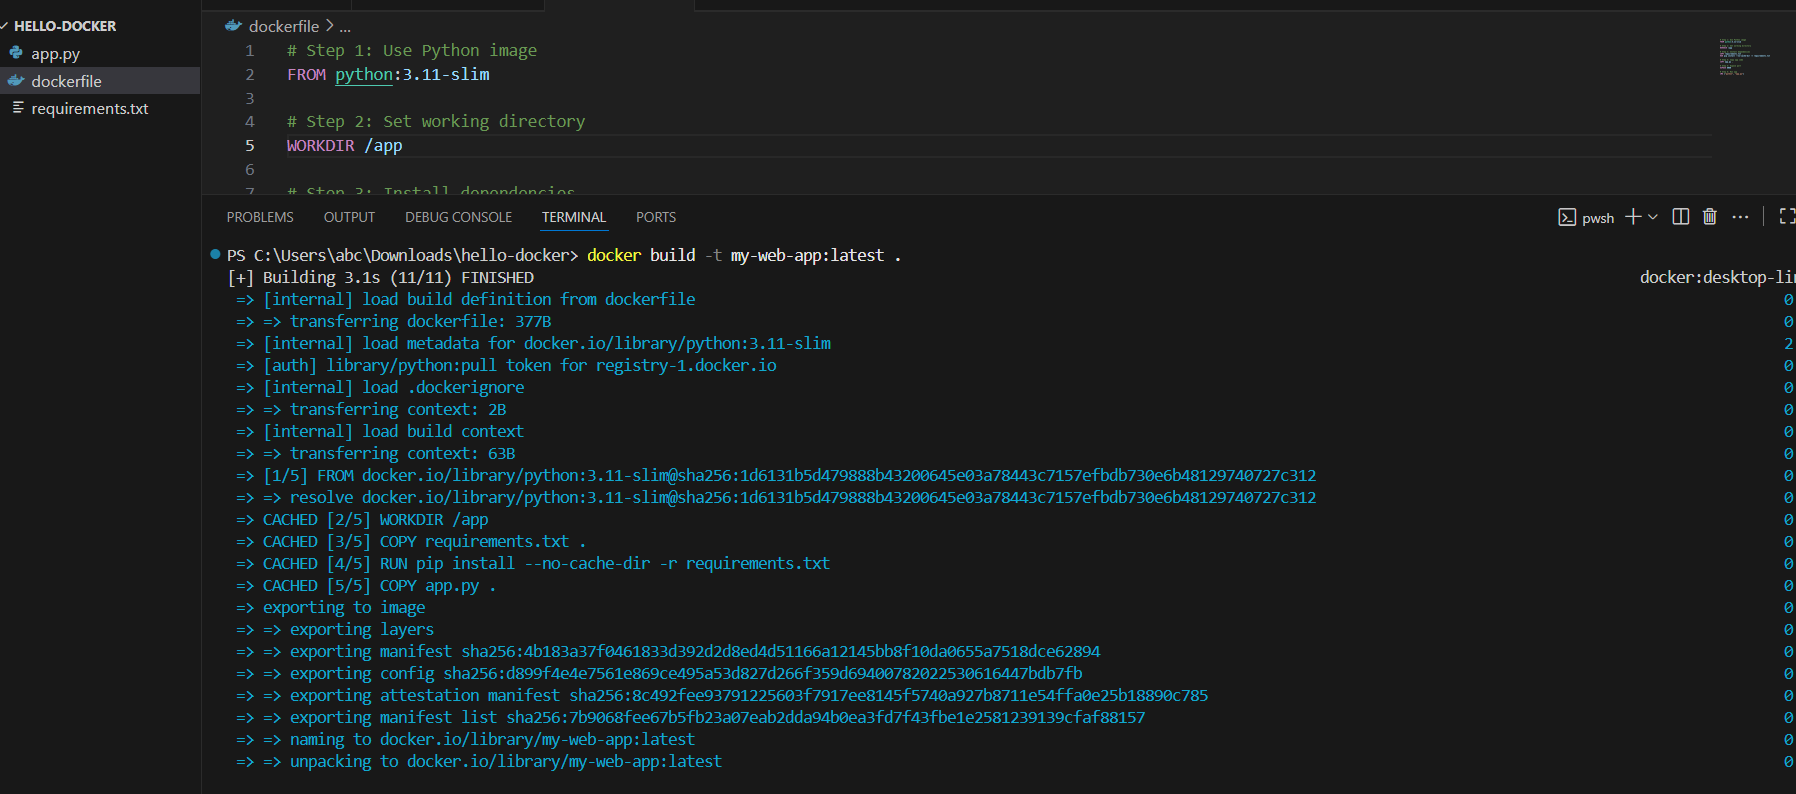 HELLO-DOCKER
app.py
dockerfile
requirements.txt
dockerfile > ...
1 # Step 1: Use Python image
2 FROM python:3.11-slim
3
4 # Step 2: Set working directory
5 WORKDIR /app
6
7 # Step 3: Install dependencies
PROBLEMS OUTPUT DEBUG CONSOLE TERMINAL PORTS
pwsh
PS C:\Users\abc\Downloads\hello-docker> docker build -t my-web-app:latest .
[+] Building 3.1s (11/11) FINISHED docker:desktop-lin
=> [internal] load build definition from dockerfile 0
=> => transferring dockerfile: 377B 0
=> [internal] load metadata for docker.io/library/python:3.11-slim 2
=> [auth] library/python:pull token for registry-1.docker.io 0
=> [internal] load .dockerignore 0
=> => transferring context: 2B 0
=> [internal] load build context 0
=> => transferring context: 63B 0
=> [1/5] FROM docker.io/library/python:3.11-slim@sha256:1d6131b5d479888b43200645e03a78443c7157efbdb730e6b48129740727c312 0
=> => resolve docker.io/library/python:3.11-slim@sha256:1d6131b5d479888b43200645e03a78443c7157efbdb730e6b48129740727c312 0
=> CACHED [2/5] WORKDIR /app 0
=> CACHED [3/5] COPY requirements.txt . 0
=> CACHED [4/5] RUN pip install --no-cache-dir -r requirements.txt 0
=> CACHED [5/5] COPY app.py . 0
=> exporting to image 0
=> => exporting layers 0
=> => exporting manifest sha256:4b183a37f0461833d392d2d8ed4d51166a12145bb8f10da0655a7518dce62894 0
=> => exporting config sha256:d899f4e4e7561e869ce495a53d827d266f359d69400782022530616447bdb7fb 0
=> => exporting attestation manifest sha256:8c492fee93791225603f7917ee8145f5740a927b8711e54ffa0e25b18890c785 0
=> => exporting manifest list sha256:7b9068fee67b5fb23a07eab2dda94b0ea3fd7f43fbe1e2581239139cfaf88157 0
=> => naming to docker.io/library/my-web-app:latest 0
=> => unpacking to docker.io/library/my-web-app:latest 0